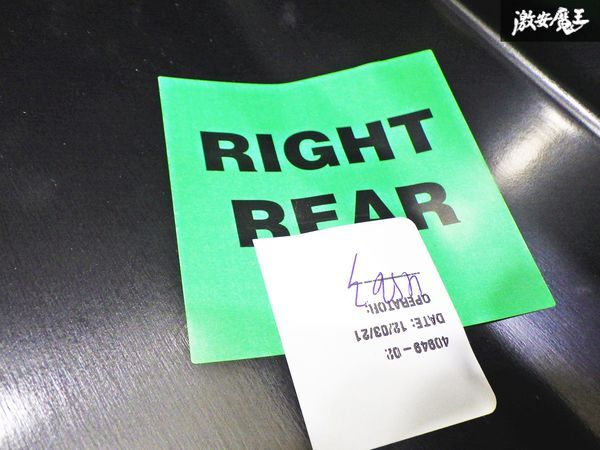 激安魔王
RIGHT
REAR
40949-02
DATE: 12/03/21
OPERATOR: